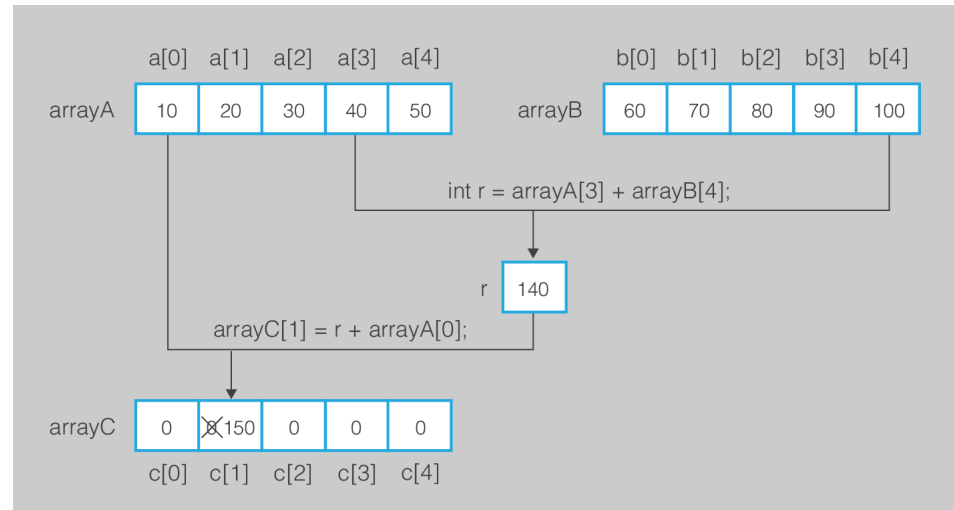 a[0] a[1] a[2] a[3] a[4] b[0] b[1] b[2] b[3] b[4]
arrayA 10 20 30 40 50 arrayB 60 70 80 90 100
int r = arrayA[3] + arrayB[4];
r 140
arrayC[1] = r + arrayA[0];
arrayC 0 0 150 0 0 0
c[0] c[1] c[2] c[3] c[4]